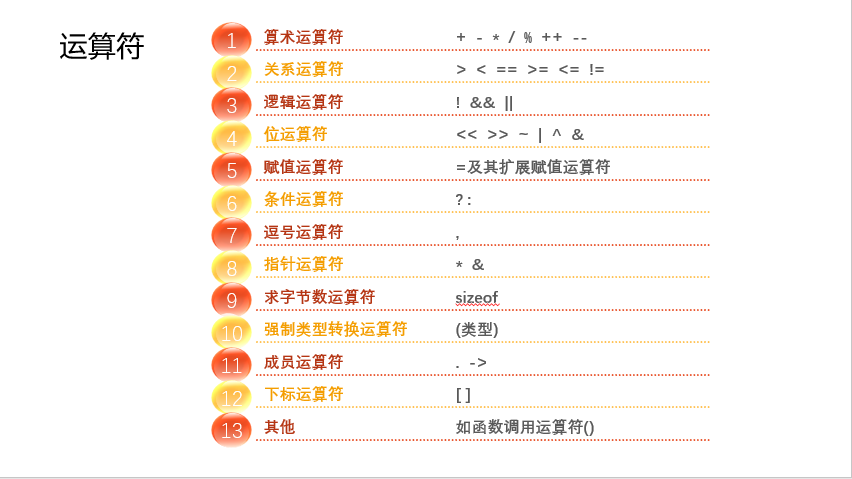 运算符
1 算术运算符 + - * / % ++ --
2 关系运算符 > < == >= <= !=
3 逻辑运算符 ! && ||
4 位运算符 << >> ~ | ^ &
5 赋值运算符 =及其扩展赋值运算符
6 条件运算符 ? :
7 逗号运算符 ,
8 指针运算符 * &
9 求字节数运算符 sizeof
10 强制类型转换运算符 (类型)
11 成员运算符 . ->
12 下标运算符 [ ]
13 其他 如函数调用运算符()